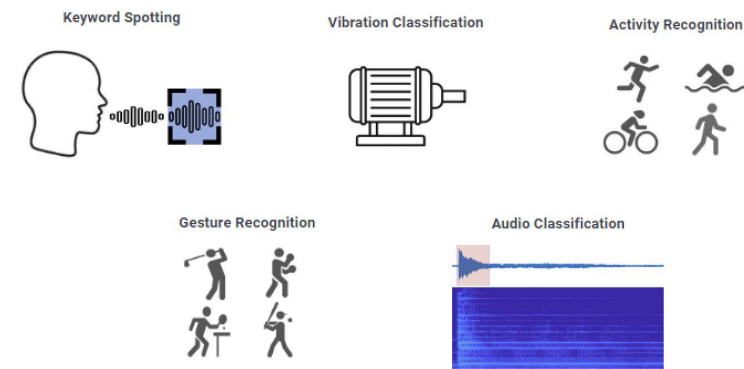 Keyword Spotting
Vibration Classification
Activity Recognition
Gesture Recognition
Audio Classification